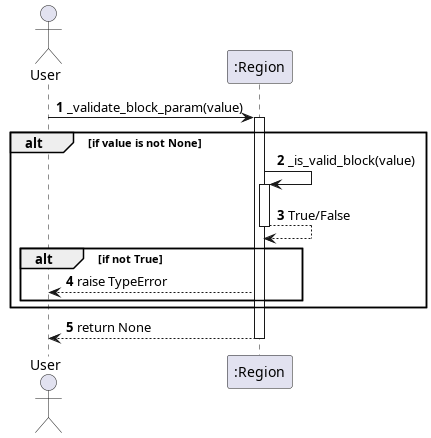 User
:Region
1 _validate_block_param(value)
alt [if value is not None]
2 _is_valid_block(value)
3 True/False
alt [if not True]
4 raise TypeError
5 return None
User
:Region